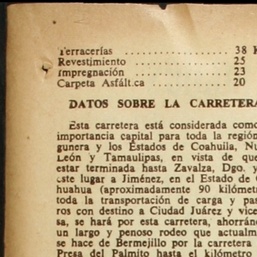 Terracerías ................ 38 K
Revestimiento ............. 25
Impregnación .............. 23
Carpeta Asfált.ca ......... 20
DATOS SOBRE LA CARRETERA
Esta carretera está considerada como
importancia capital para toda la región
gunera y los Estados de Coahuila, Nu
León y Tamaulipas, en vista de que
estar terminada hasta Zavalza, Dgo. y
este lugar a Jiménez, en el Estado de C
huahua (aproximadamente 90 kilómet
toda la transportación de carga y pas
ros con destino a Ciudad Juárez y vice
sa, se hará por esta carretera, ahorrán
un largo y penoso rodeo que actualm
se hace de Bermejillo por la carretera
Presa del Palmito hasta el kilómetro